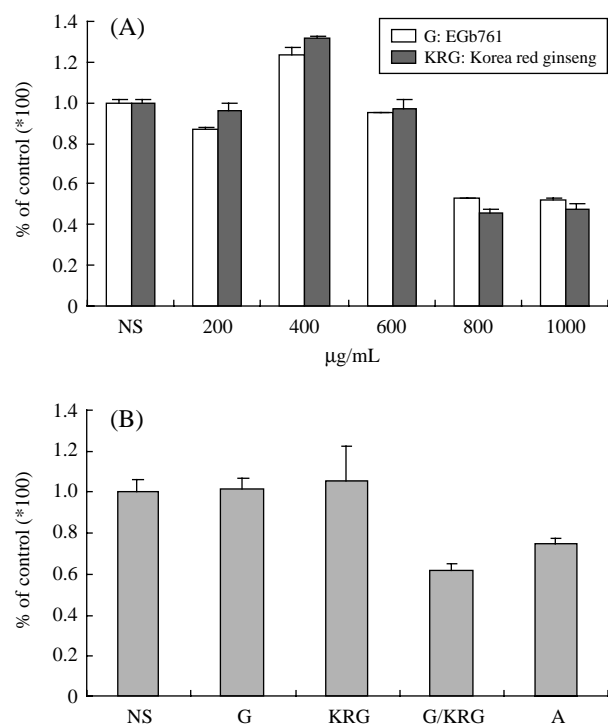 (A)
G: EGb761
KRG: Korea red ginseng
% of control (*100)
1.4
1.2
1.0
0.8
0.6
0.4
0.2
0
NS 200 400 600 800 1000
µg/mL
(B)
% of control (*100)
1.4
1.2
1.0
0.8
0.6
0.4
0.2
0
NS G KRG G/KRG A